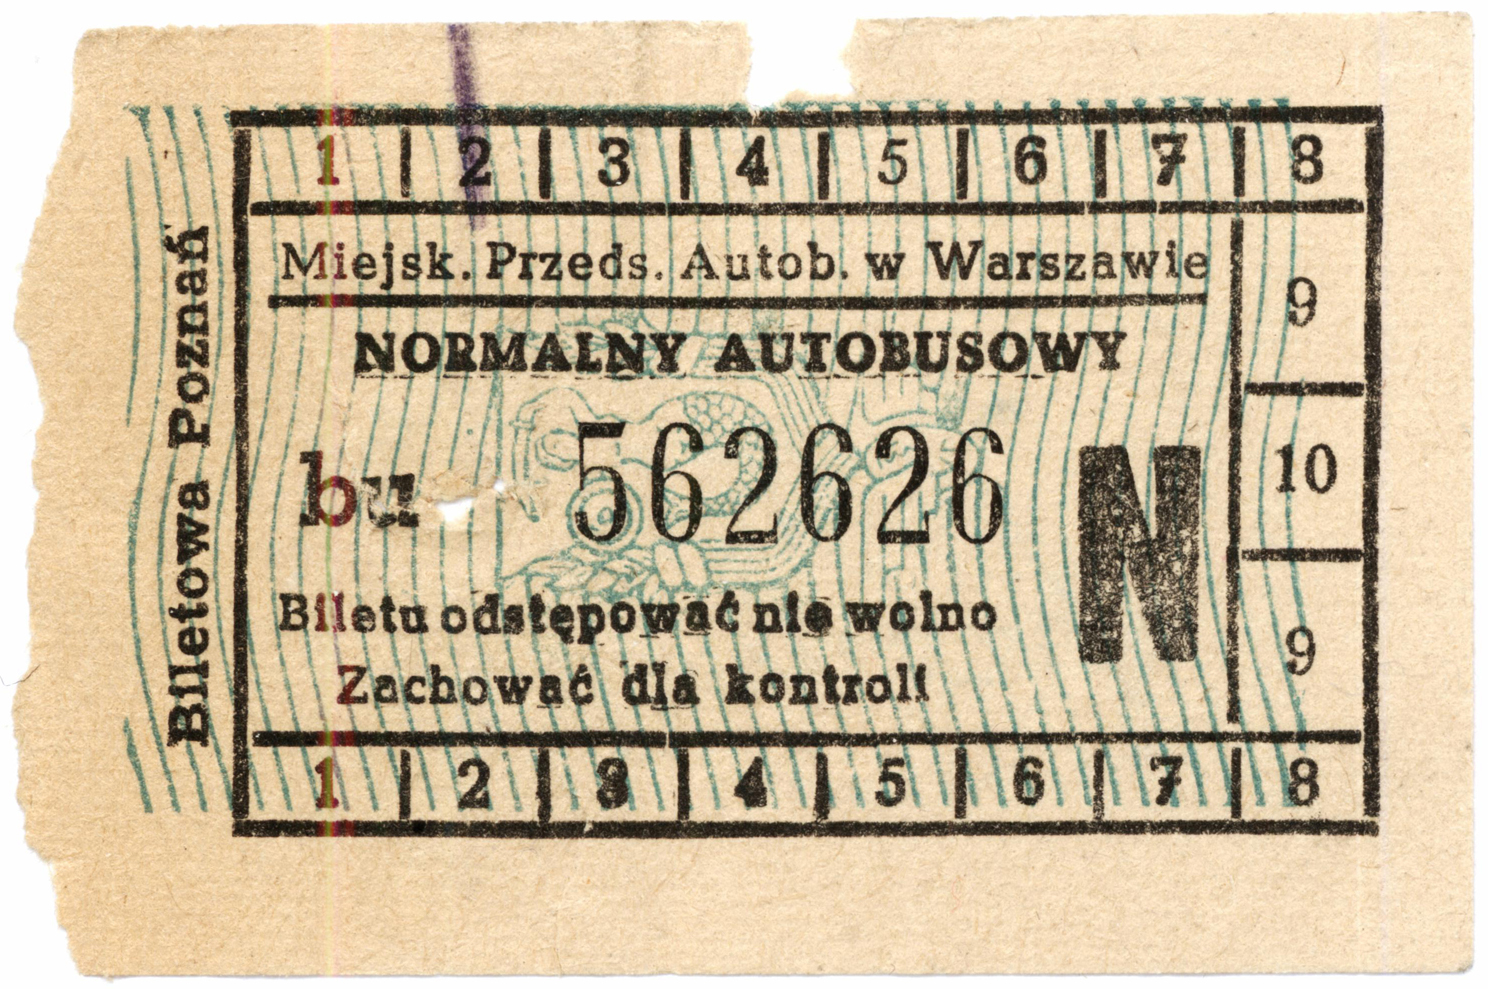 1 2 3 4 5 6 7 8
Miejsk. Przeds. Autob. w Warszawie
9
NORMALNY AUTOBUSOWY
bu 562626 N
10
Biletu odstępować nie wolno
9
Zachować dla kontroli
1 2 3 4 5 6 7 8
Biletowa Poznań